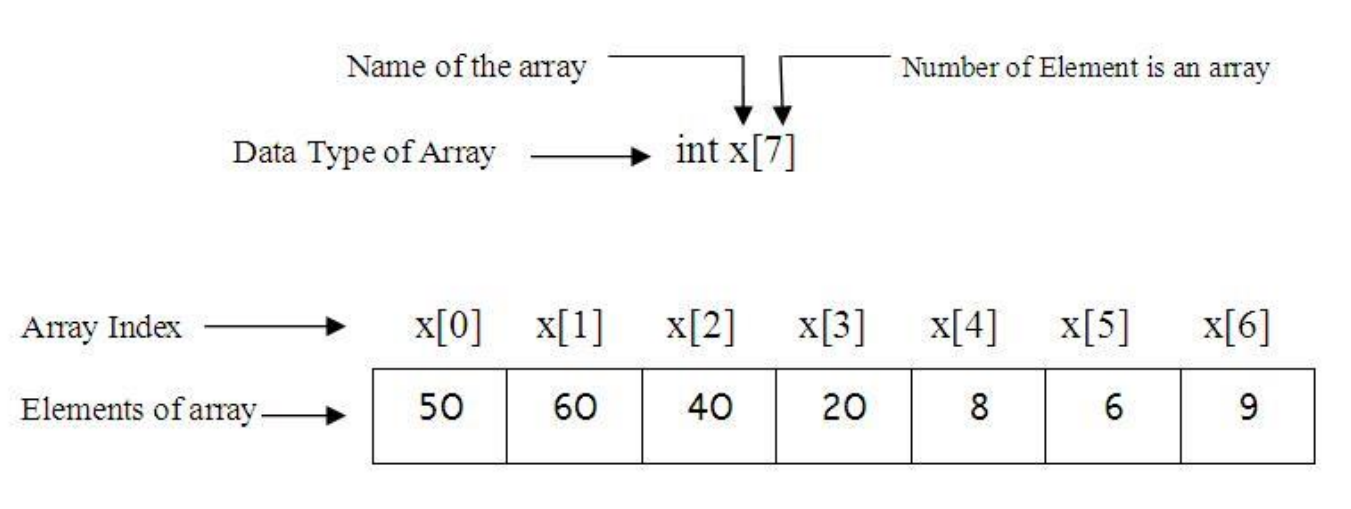 Name of the array
Number of Element is an array
Data Type of Array
int x[7]
Array Index
x[0] x[1] x[2] x[3] x[4] x[5] x[6]
Elements of array
50 60 40 20 8 6 9